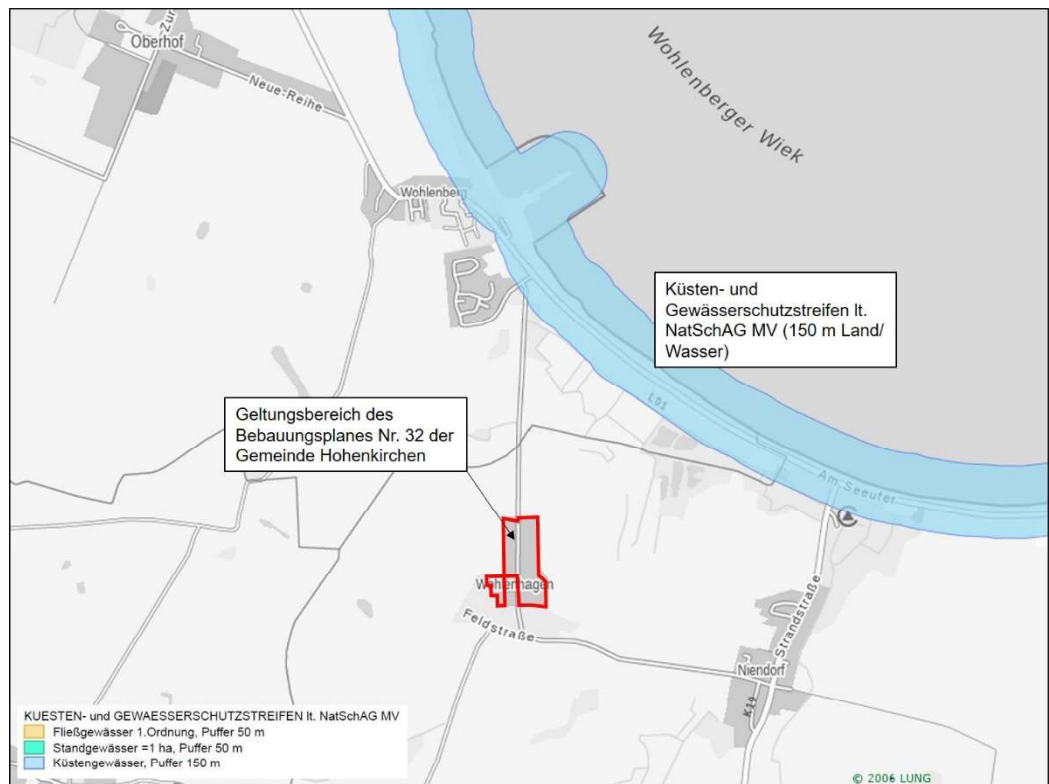 Oberhof
Zur
Neue-Reihe
Wohlenberger Wiek
Wohlenberg
Küsten- und
Gewässerschutzstreifen lt.
NatSchAG MV (150 m Land/
Wasser)
L01
Geltungsbereich des
Bebauungsplanes Nr. 32 der
Gemeinde Hohenkirchen
Am Seeufer
Wohlenhagen
Feldstraße
Strandstraße
Niendorf
K19
KUESTEN- und GEWAESSERSCHUTZSTREIFEN lt. NatSchAG MV
Fließgewässer 1.Ordnung, Puffer 50 m
Standgewässer =1 ha, Puffer 50 m
Küstengewässer, Puffer 150 m
© 2006 LUNG